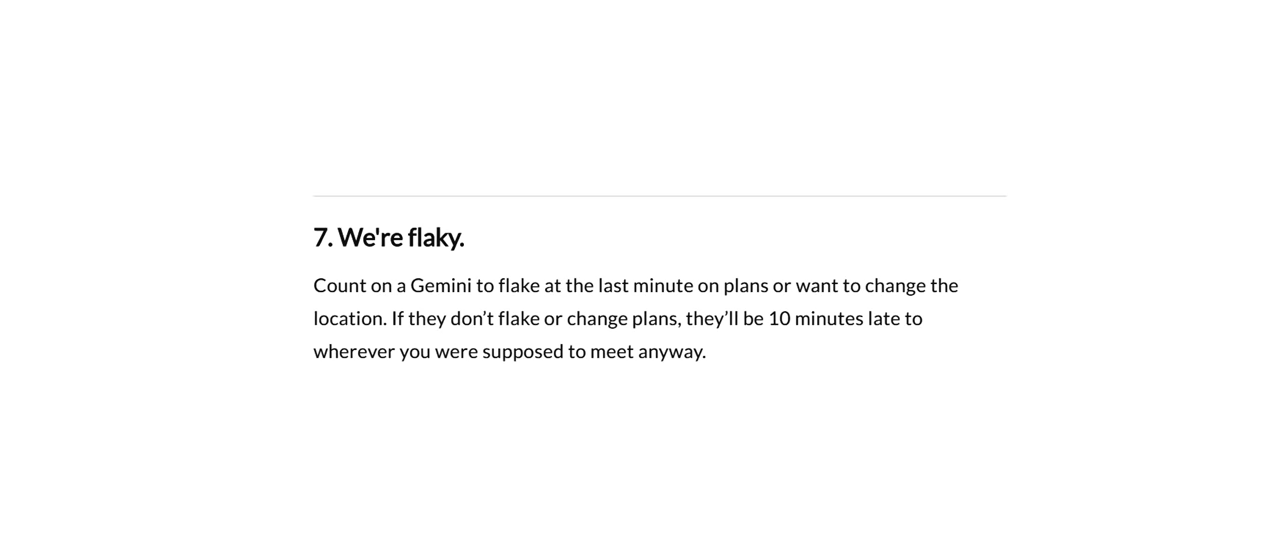 7. We're flaky.
Count on a Gemini to flake at the last minute on plans or want to change the
location. If they don’t flake or change plans, they’ll be 10 minutes late to
wherever you were supposed to meet anyway.